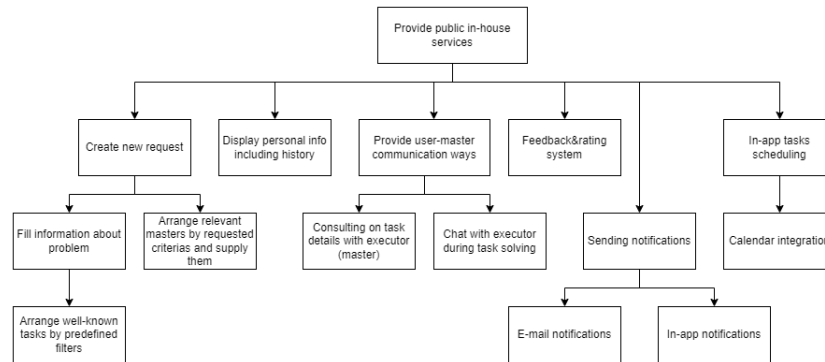 Provide public in-house
services
Create new request
Display personal info
including history
Provide user-master
communication ways
Feedback&rating
system
In-app tasks
scheduling
Fill information about
problem
Arrange relevant
masters by requested
criterias and supply
them
Consulting on task
details with executor
(master)
Chat with executor
during task solving
Sending notifications
Calendar integration
Arrange well-known
tasks by predefined
filters
E-mail notifications
In-app notifications